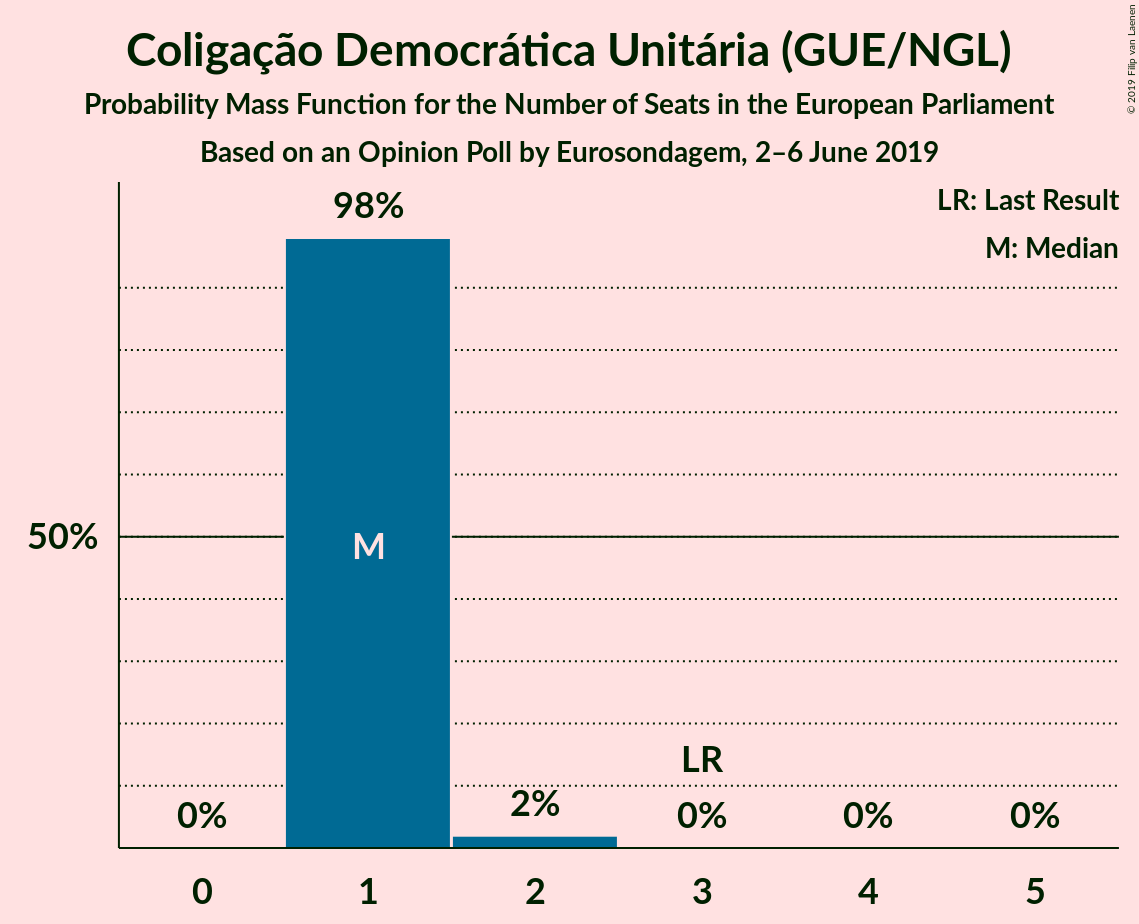 Coligação Democrática Unitária (GUE/NGL)
Probability Mass Function for the Number of Seats in the European Parliament
Based on an Opinion Poll by Eurosondagem, 2–6 June 2019
© 2019 Filip van Laenen
LR: Last Result
M: Median
98%
50%
M
LR
0%
2%
0%
0%
0%
0
1
2
3
4
5